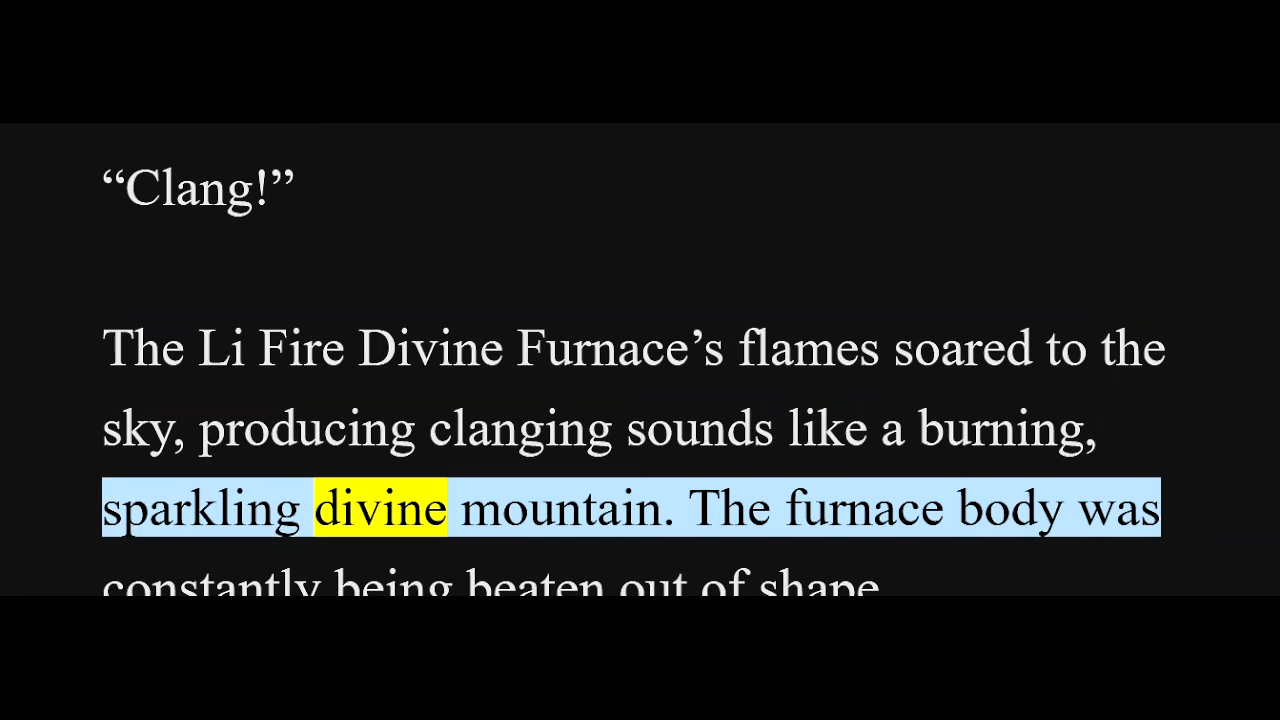 “Clang!”
The Li Fire Divine Furnace’s flames soared to the
sky, producing clanging sounds like a burning,
sparkling divine mountain. The furnace body was
constantly being beaten out of shape